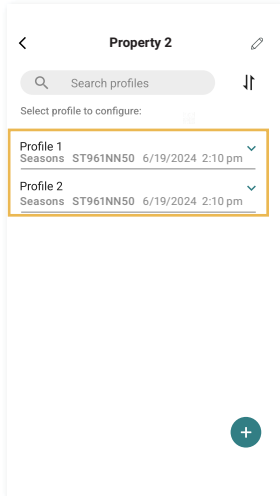 Property 2
Search profiles
Select profile to configure:
Profile 1
Seasons ST961NN50 6/19/2024 2:10 pm
Profile 2
Seasons ST961NN50 6/19/2024 2:10 pm